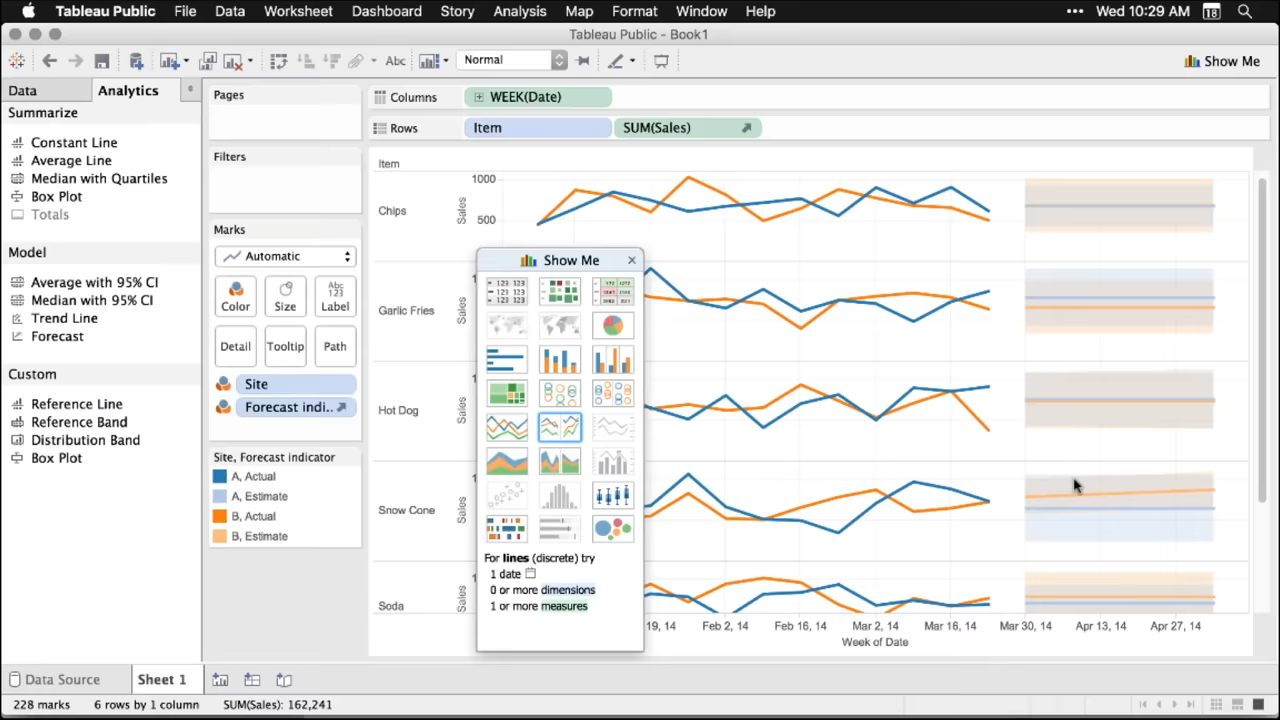 Tableau Public File Data Worksheet Dashboard Story Analysis Map Format Window Help ••• Wed 10:29 AM 18
Tableau Public - Book1
Abc Normal Show Me
Data Analytics
Summarize
Constant Line
Average Line
Median with Quartiles
Box Plot
Totals
Model
Average with 95% CI
Median with 95% CI
Trend Line
Forecast
Custom
Reference Line
Reference Band
Distribution Band
Box Plot
Pages
Filters
Marks
Automatic
Color Size Abc 123 Label
Detail Tooltip Path
Site
Forecast indi..
Site, Forecast indicator
A, Actual
A, Estimate
B, Actual
B, Estimate
Columns WEEK(Date)
Rows Item SUM(Sales)
Item
Chips Sales 1000
500
Garlic Fries Sales
Hot Dog Sales
Snow Cone Sales
Soda Sales
Show Me
For lines (discrete) try
1 date
0 or more dimensions
1 or more measures
19, 14 Feb 2, 14 Feb 16, 14 Mar 2, 14 Mar 16, 14 Mar 30, 14 Apr 13, 14 Apr 27, 14
Week of Date
Data Source Sheet 1
228 marks 6 rows by 1 column SUM(Sales): 162,241